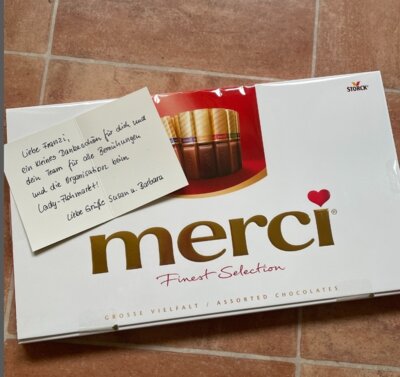 STORCK
Liebe Franzi,
ein kleines Dankeschön für dich und
dein Team für alle Bemühungen
und die Organisation beim
Lady-Flohmarkt!
Liebe Grüße Susan u. Barbara
merci®
Finest Selection
GROSSE VIELFALT / ASSORTED CHOCOLATES